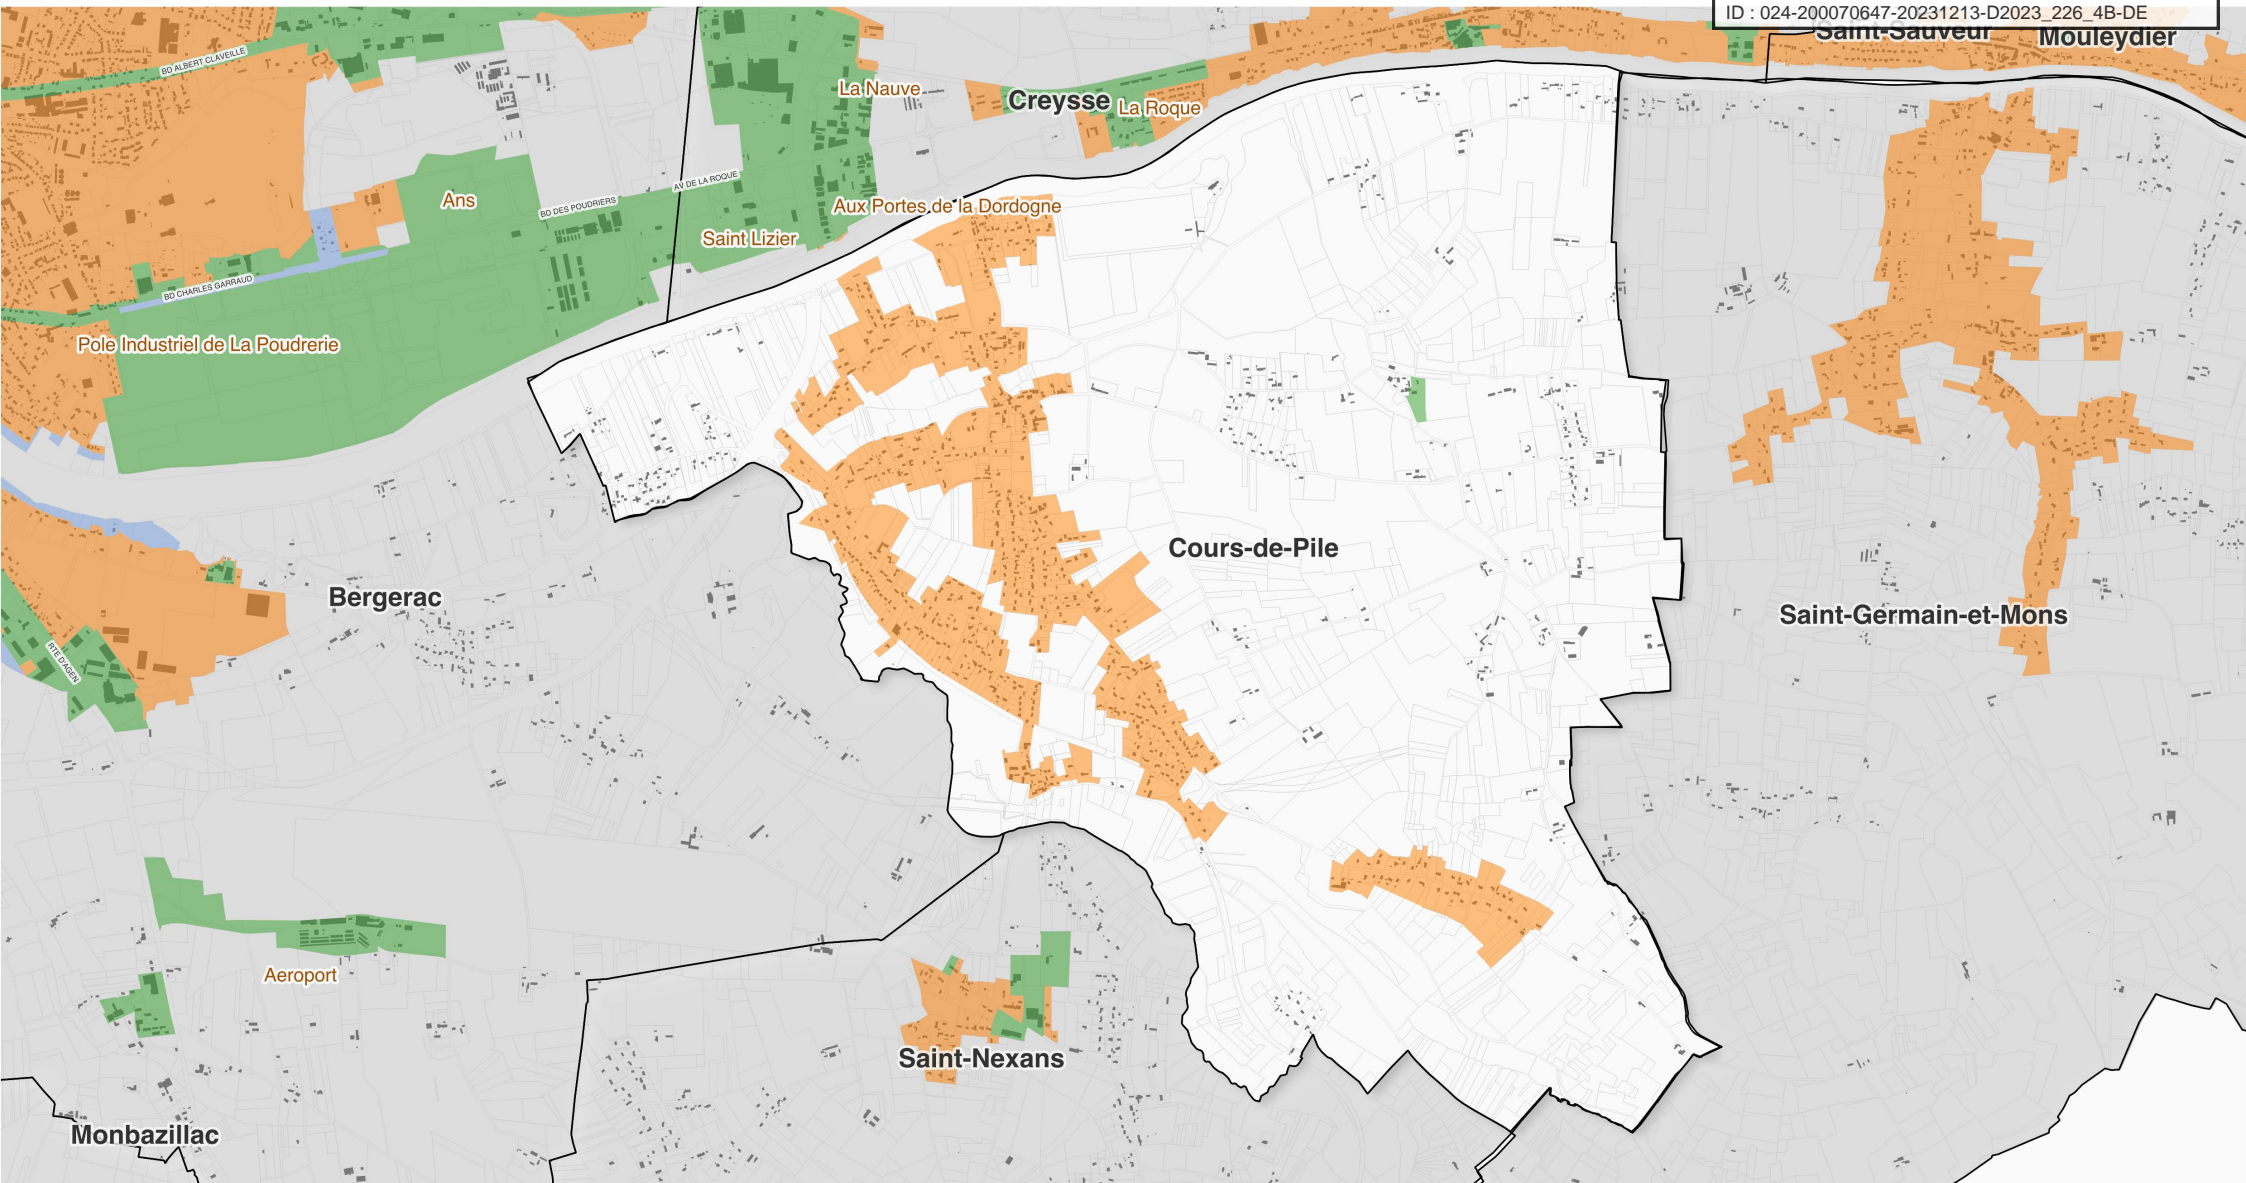 ID : 024-200070647-20231213-D2023_226_4B-DE
Saint-Sauveur
Mouleydier
BD ALBERT CLAVEILLE
La Nauve
Creysse
La Roque
Ans
BD DES POUDRIERS
AV DE LA ROQUE
Aux Portes de la Dordogne
Saint Lizier
BD CHARLES GARRAUD
Pole Industriel de La Poudrerie
Cours-de-Pile
Bergerac
Saint-Germain-et-Mons
RTE D'AGEN
Aeroport
Saint-Nexans
Monbazillac